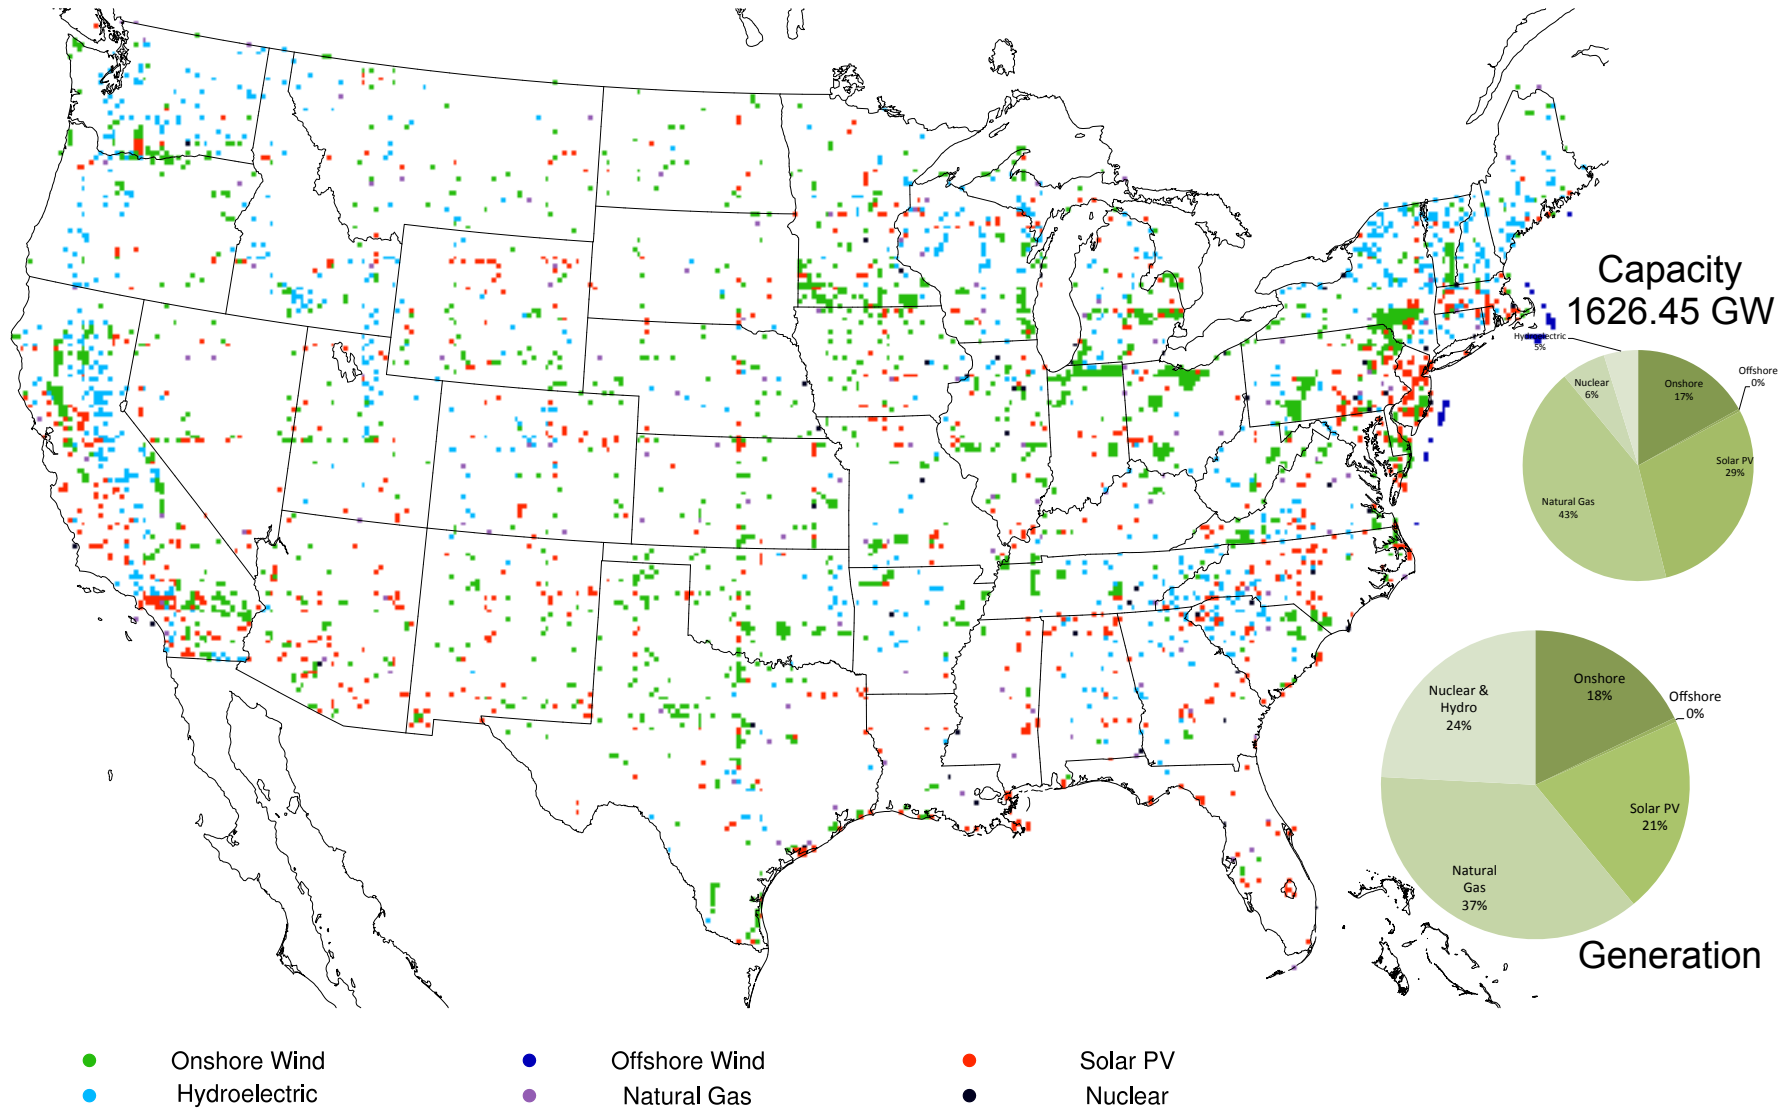 Capacity
1626.45 GW
Hydroelectric
5%
Nuclear
6%
Onshore
17%
Offshore
0%
Solar PV
29%
Natural Gas
43%
Nuclear &
Hydro
24%
Onshore
18%
Offshore
0%
Solar PV
21%
Natural
Gas
37%
Generation
Onshore Wind
Offshore Wind
Solar PV
Hydroelectric
Natural Gas
Nuclear